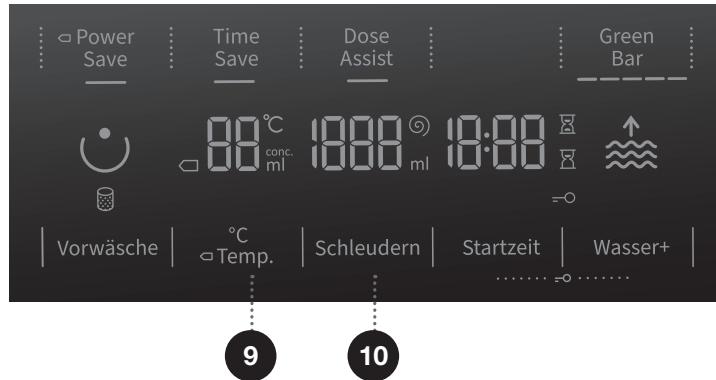 Power Save
Time Save
Dose Assist
Green Bar
88 °C
conc. ml
1888 ml
18:88
Vorwäsche
°C Temp.
Schleudern
Startzeit
Wasser+
9
10